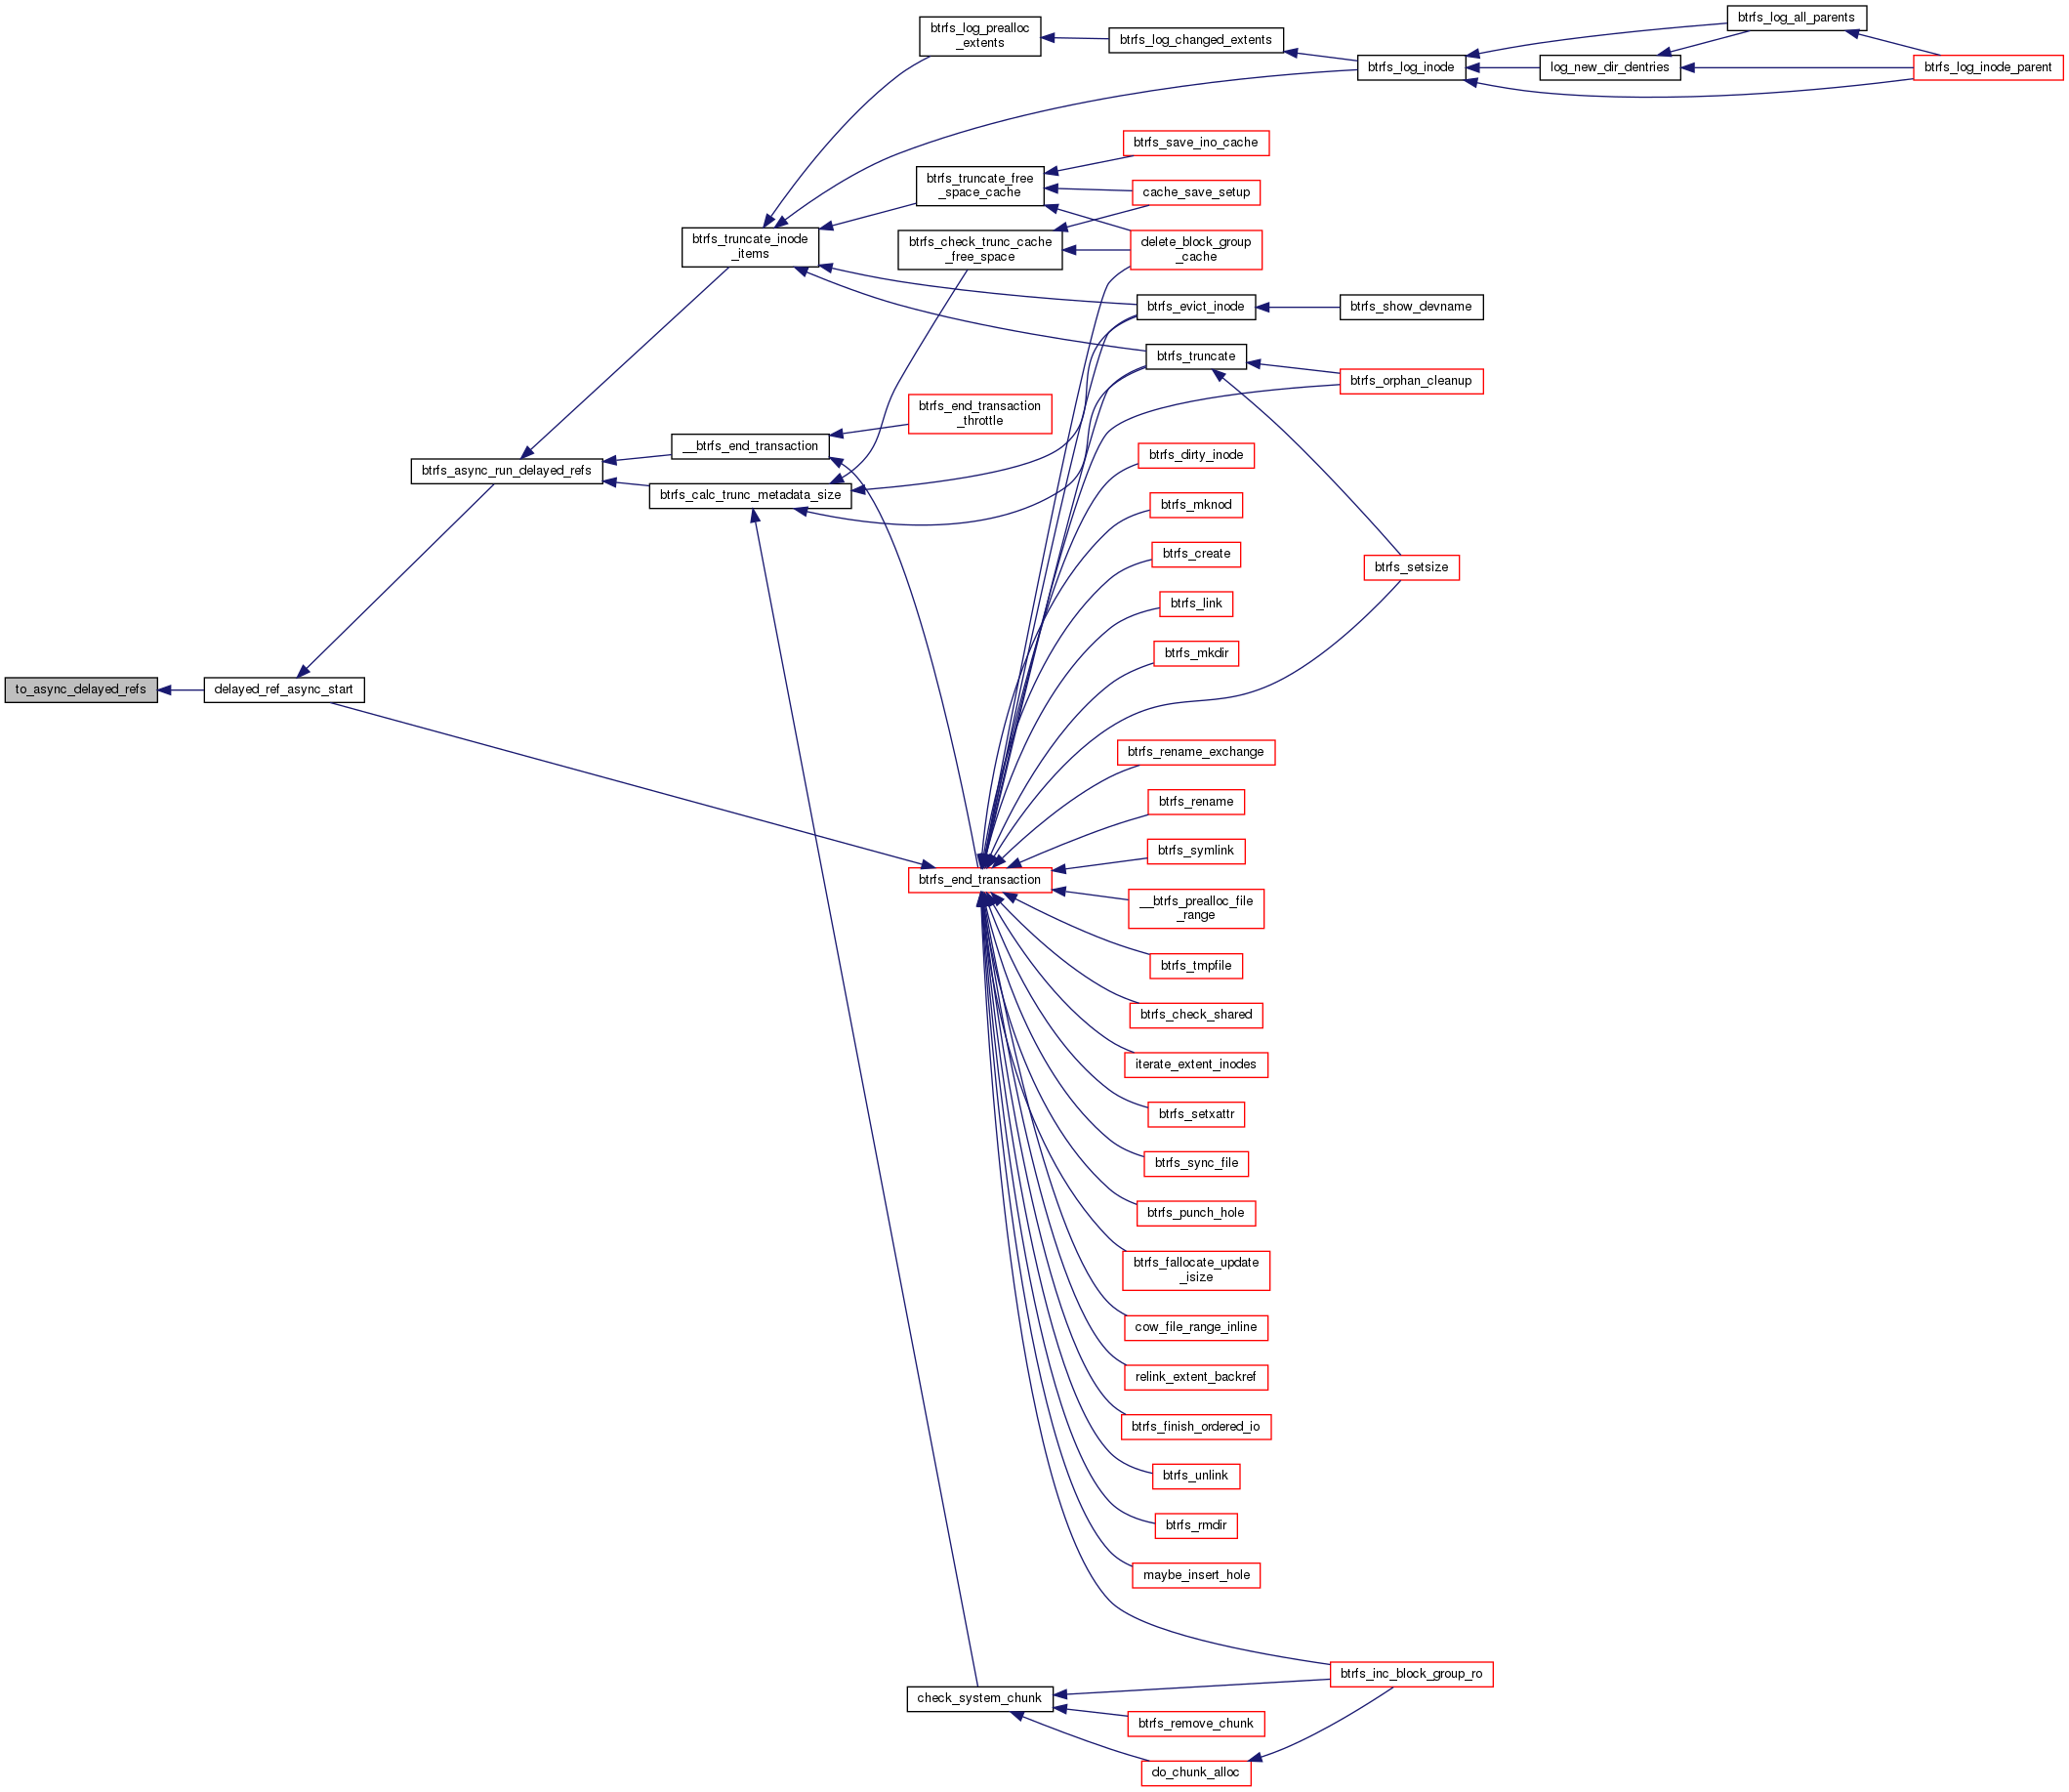 btrfs_log_prealloc
_extents
btrfs_log_changed_extents
btrfs_log_inode
btrfs_log_all_parents
log_new_dir_dentries
btrfs_log_inode_parent
btrfs_save_ino_cache
btrfs_truncate_free
_space_cache
cache_save_setup
btrfs_truncate_inode
_items
btrfs_check_trunc_cache
_free_space
delete_block_group
_cache
btrfs_evict_inode
btrfs_show_devname
btrfs_truncate
btrfs_orphan_cleanup
btrfs_end_transaction
_throttle
__btrfs_end_transaction
btrfs_async_run_delayed_refs
btrfs_calc_trunc_metadata_size
btrfs_dirty_inode
btrfs_mknod
btrfs_create
btrfs_setsize
btrfs_link
btrfs_mkdir
to_async_delayed_refs
delayed_ref_async_start
btrfs_rename_exchange
btrfs_rename
btrfs_symlink
btrfs_end_transaction
__btrfs_prealloc_file
_range
btrfs_tmpfile
btrfs_check_shared
iterate_extent_inodes
btrfs_setxattr
btrfs_sync_file
btrfs_punch_hole
btrfs_fallocate_update
_isize
cow_file_range_inline
relink_extent_backref
btrfs_finish_ordered_io
btrfs_unlink
btrfs_rmdir
maybe_insert_hole
btrfs_inc_block_group_ro
check_system_chunk
btrfs_remove_chunk
do_chunk_alloc